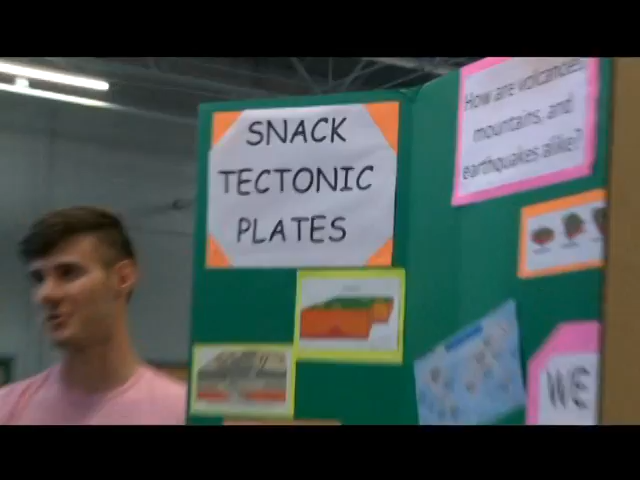 SNACK
TECTONIC
PLATES
How are volcanoes,
mountains, and
earthquakes alike?
WE